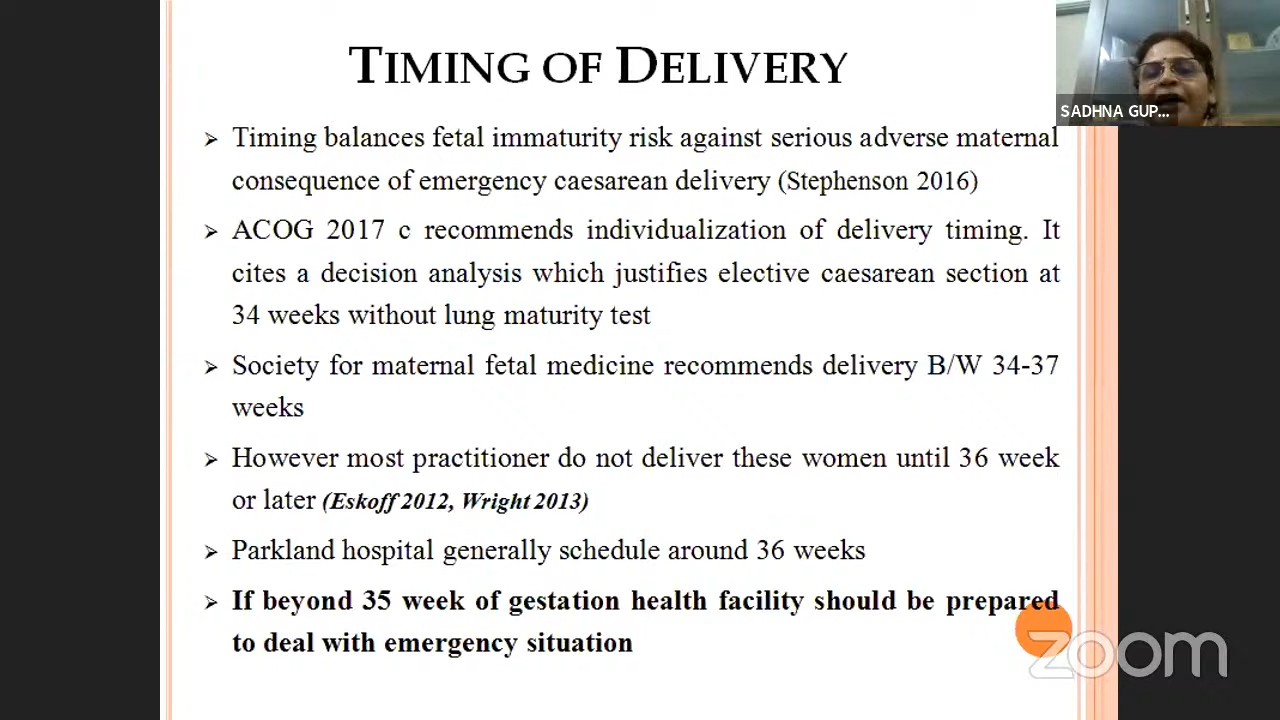 TIMING OF DELIVERY
SADHNA GUP...
➢ Timing balances fetal immaturity risk against serious adverse maternal
consequence of emergency caesarean delivery (Stephenson 2016)
➢ ACOG 2017 c recommends individualization of delivery timing. It
cites a decision analysis which justifies elective caesarean section at
34 weeks without lung maturity test
➢ Society for maternal fetal medicine recommends delivery B/W 34-37
weeks
➢ However most practitioner do not deliver these women until 36 week
or later (Eskoff 2012, Wright 2013)
➢ Parkland hospital generally schedule around 36 weeks
➢ If beyond 35 week of gestation health facility should be prepared
to deal with emergency situation
zoom